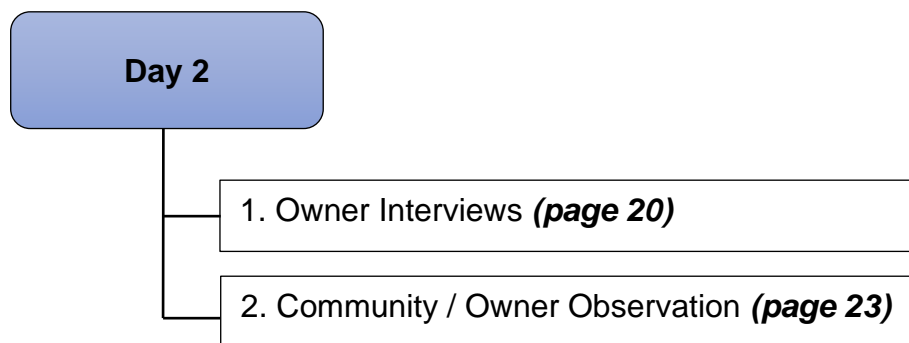 Day 2
1. Owner Interviews (page 20)
2. Community / Owner Observation (page 23)